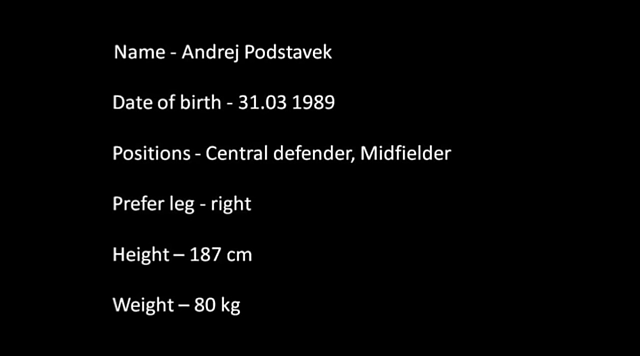 Name - Andrej Podstavek
Date of birth - 31.03 1989
Positions - Central defender, Midfielder
Prefer leg - right
Height – 187 cm
Weight – 80 kg